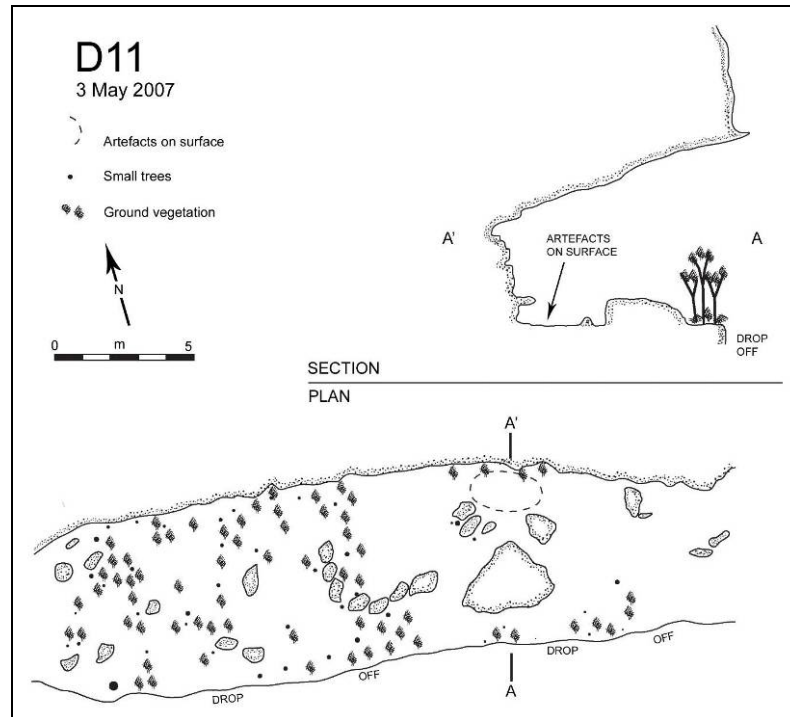 D11
3 May 2007
Artefacts on surface
Small trees
Ground vegetation
N
0 m 5
A' A
ARTEFACTS
ON SURFACE
DROP
OFF
SECTION
PLAN
A'
DROP OFF DROP OFF
A